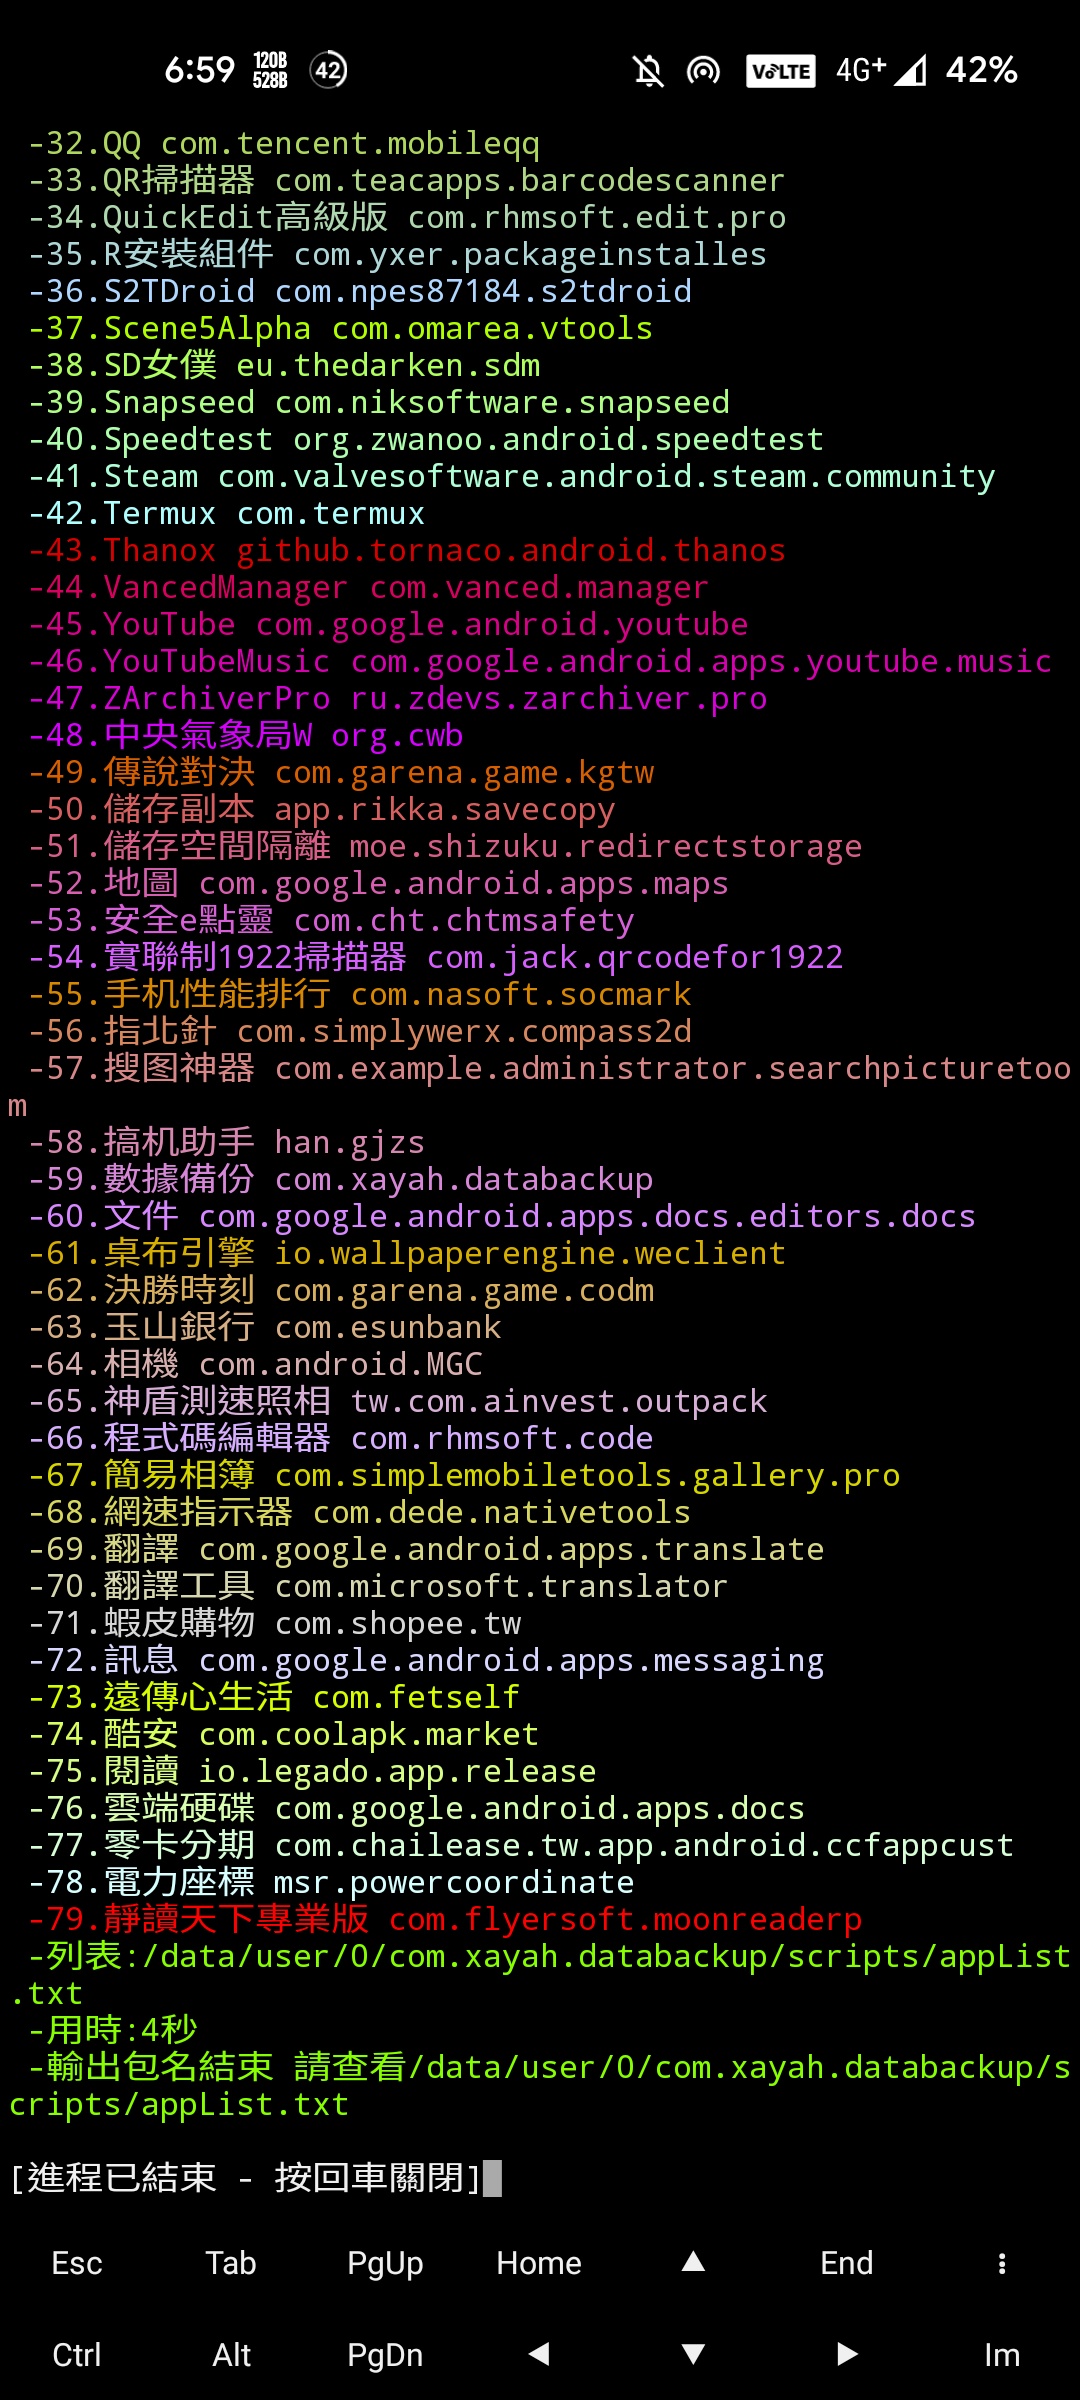 6:59 120B 528B 42 VoLTE 4G+ 42%
-32.QQ com.tencent.mobileqq
-33.QR掃描器 com.teacapps.barcodescanner
-34.QuickEdit高級版 com.rhmsoft.edit.pro
-35.R安裝組件 com.yxer.packageinstalles
-36.S2TDroid com.npes87184.s2tdroid
-37.Scene5Alpha com.omarea.vtools
-38.SD女僕 eu.thedarken.sdm
-39.Snapseed com.niksoftware.snapseed
-40.Speedtest org.zwanoo.android.speedtest
-41.Steam com.valvesoftware.android.steam.community
-42.Termux com.termux
-43.Thanox github.tornaco.android.thanos
-44.VancedManager com.vanced.manager
-45.YouTube com.google.android.youtube
-46.YouTubeMusic com.google.android.apps.youtube.music
-47.ZArchiverPro ru.zdevs.zarchiver.pro
-48.中央氣象局W org.cwb
-49.傳說對決 com.garena.game.kgtw
-50.儲存副本 app.rikka.savecopy
-51.儲存空間隔離 moe.shizuku.redirectstorage
-52.地圖 com.google.android.apps.maps
-53.安全e點靈 com.cht.chtmsafety
-54.實聯制1922掃描器 com.jack.qrcodefor1922
-55.手机性能排行 com.nasoft.socmark
-56.指北針 com.simplywerx.compass2d
-57.搜图神器 com.example.administrator.searchpicturetoo
m
-58.搞机助手 han.gjzs
-59.數據備份 com.xayah.databackup
-60.文件 com.google.android.apps.docs.editors.docs
-61.桌布引擎 io.wallpaperengine.weclient
-62.決勝時刻 com.garena.game.codm
-63.玉山銀行 com.esunbank
-64.相機 com.android.MGC
-65.神盾測速照相 tw.com.ainvest.outpack
-66.程式碼編輯器 com.rhmsoft.code
-67.簡易相簿 com.simplemobiletools.gallery.pro
-68.網速指示器 com.dede.nativetools
-69.翻譯 com.google.android.apps.translate
-70.翻譯工具 com.microsoft.translator
-71.蝦皮購物 com.shopee.tw
-72.訊息 com.google.android.apps.messaging
-73.遠傳心生活 com.fetself
-74.酷安 com.coolapk.market
-75.閱讀 io.legado.app.release
-76.雲端硬碟 com.google.android.apps.docs
-77.零卡分期 com.chailease.tw.app.android.ccfappcust
-78.電力座標 msr.powercoordinate
-79.靜讀天下專業版 com.flyersoft.moonreaderp
-列表:/data/user/0/com.xayah.databackup/scripts/appList
.txt
-用時:4秒
-輸出包名結束 請查看/data/user/0/com.xayah.databackup/s
cripts/appList.txt
[進程已結束 - 按回車關閉]
Esc Tab PgUp Home ▲ End ⋮
Ctrl Alt PgDn ◀ ▼ ▶ Im